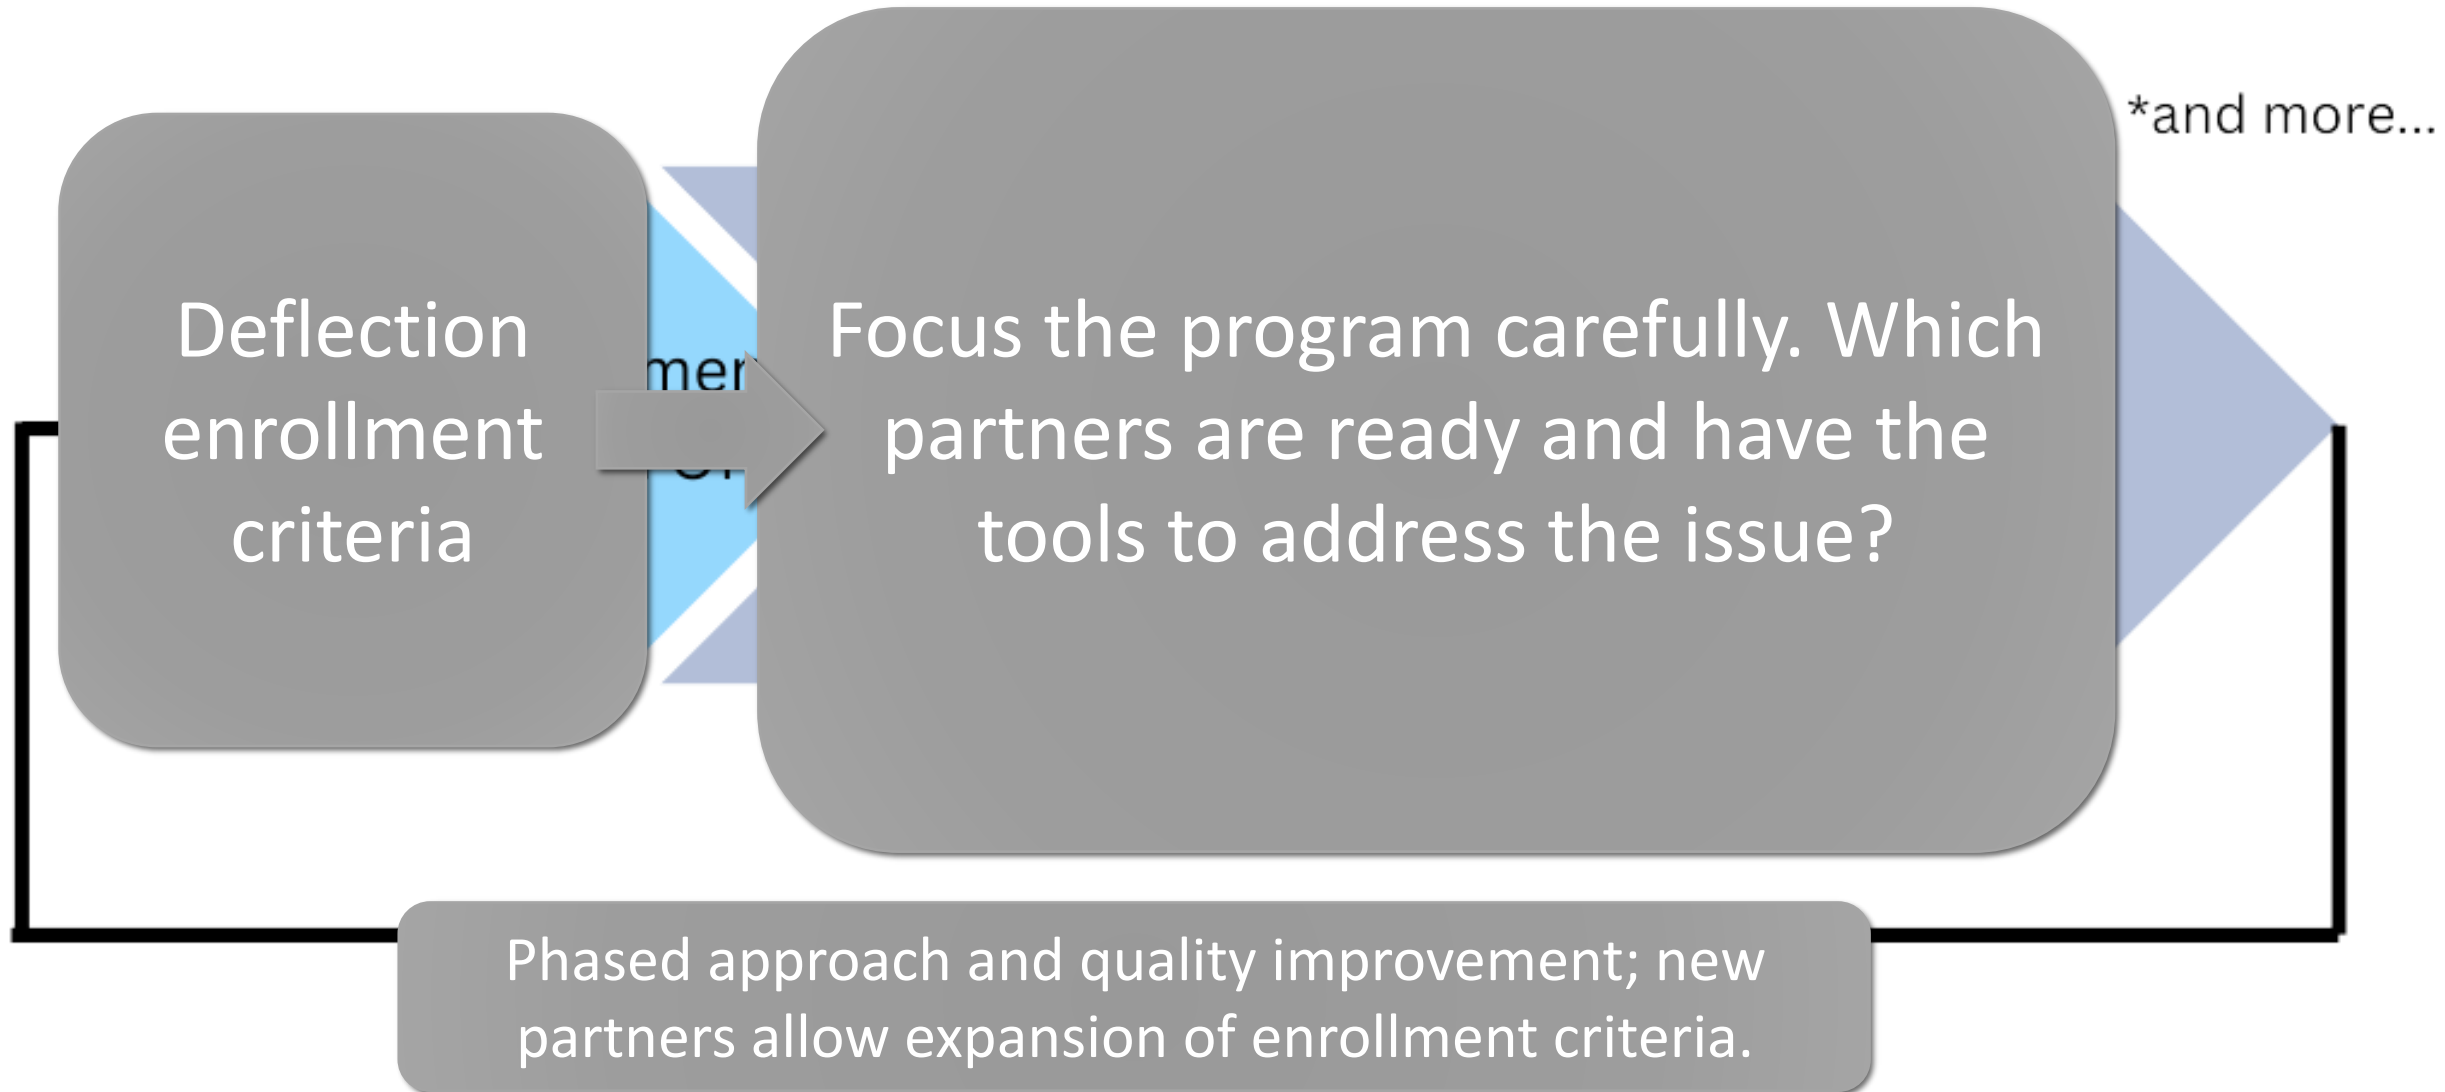 *and more...
Deflection
enrollment
criteria
Focus the program carefully. Which
partners are ready and have the
tools to address the issue?
Phased approach and quality improvement; new
partners allow expansion of enrollment criteria.